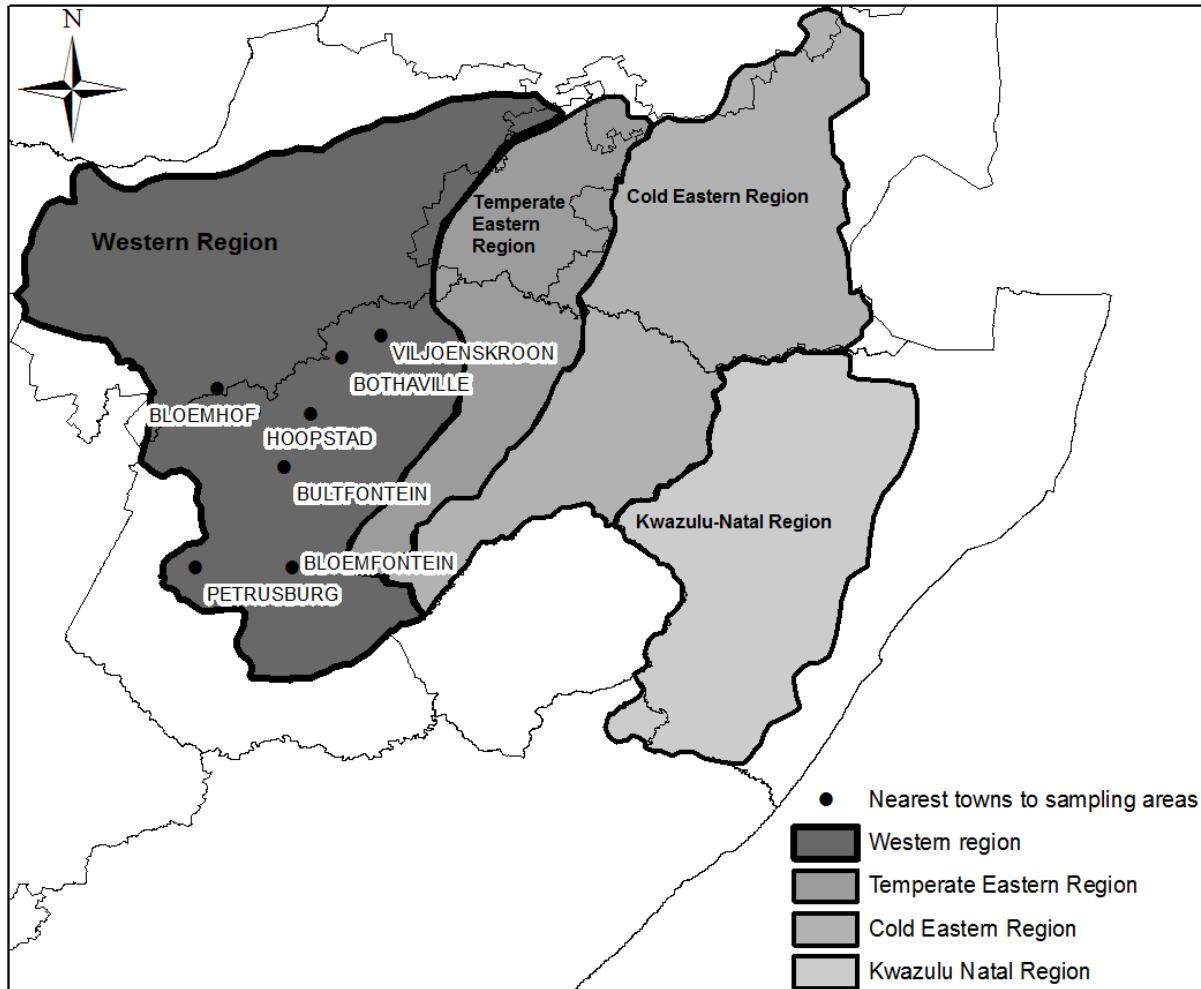 N
Cold Eastern Region
Temperate
Eastern
Region
Western Region
VILJOENSKROON
BOTHAVILLE
BLOEMHOF
HOOPSTAD
BULTFONTEIN
Kwazulu-Natal Region
BLOEMFONTEIN
PETRUSBURG
Nearest towns to sampling areas
Western region
Temperate Eastern Region
Cold Eastern Region
Kwazulu Natal Region